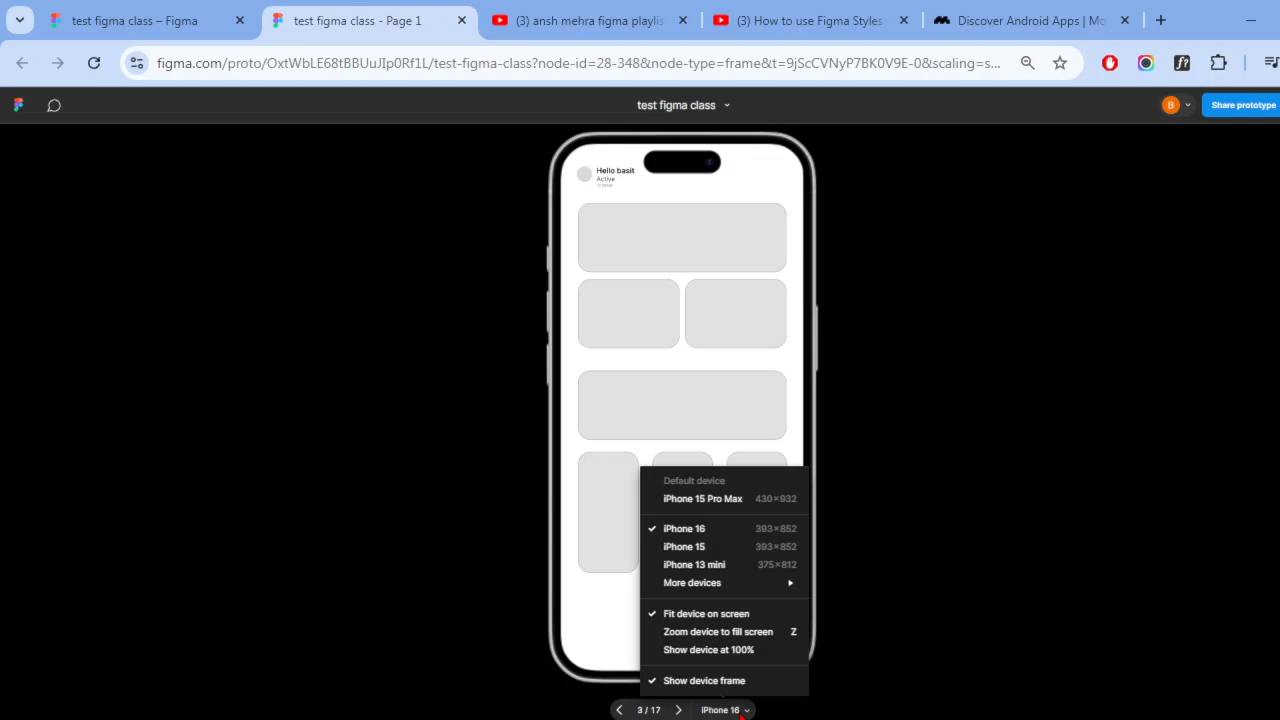 test figma class – Figma
test figma class - Page 1
(3) ansh mehra figma playlis
(3) How to use Figma Styles
Discover Android Apps | Mo
figma.com/proto/OxtWbLE68tBBUuJIp0Rf1L/test-figma-class?node-id=28-348&node-type=frame&t=9jScCVNyP7BK0V9E-0&scaling=s...
test figma class
B
Share prototype
Hello basit
Active
Default device
iPhone 15 Pro Max 430×932
iPhone 16 393×852
iPhone 15 393×852
iPhone 13 mini 375×812
More devices
Fit device on screen
Zoom device to fill screen Z
Show device at 100%
Show device frame
3 / 17
iPhone 16